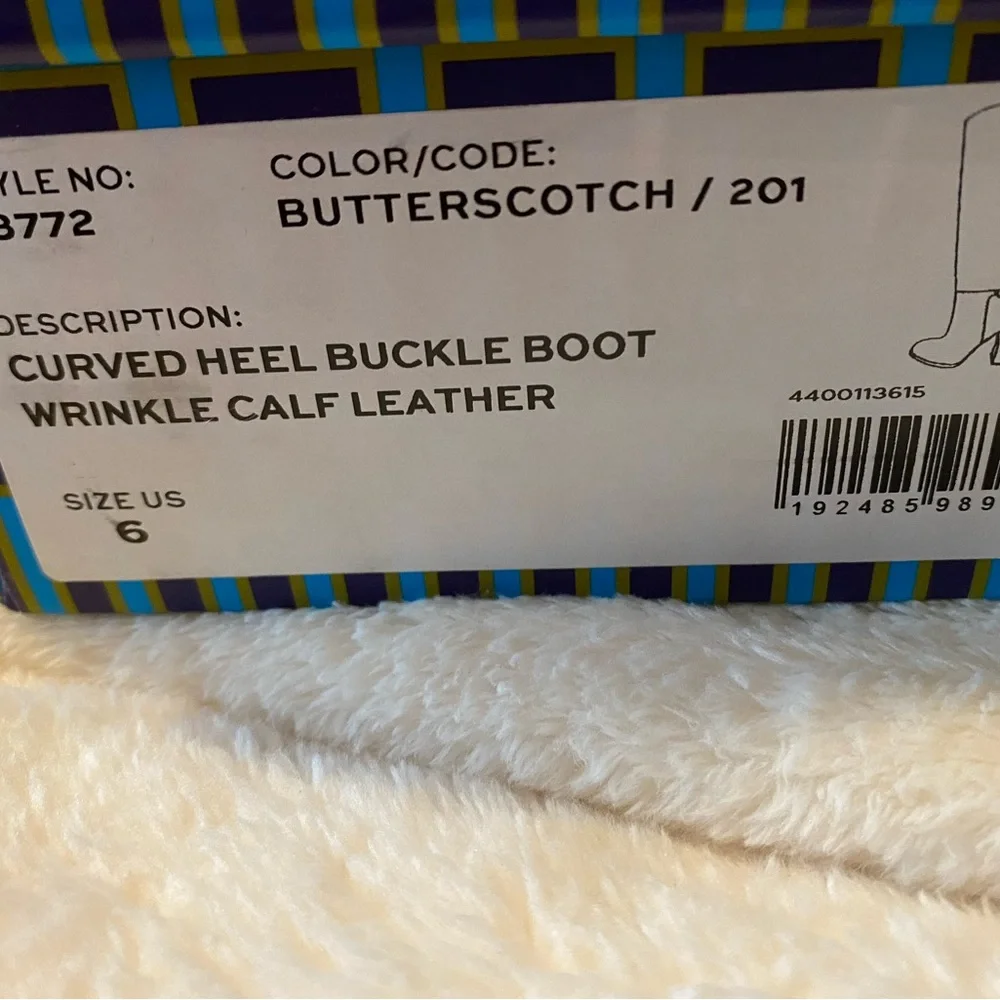 YLE NO:
3772
COLOR/CODE:
BUTTERSCOTCH / 201
DESCRIPTION:
CURVED HEEL BUCKLE BOOT
WRINKLE CALF LEATHER
SIZE US
6
4400113615
192485989